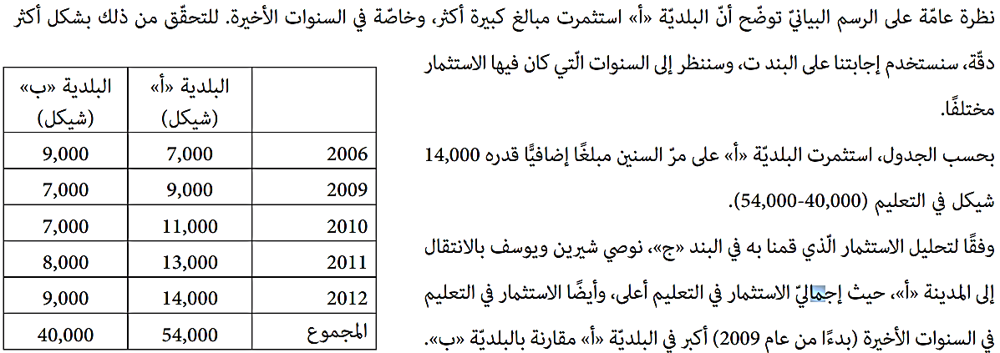 نظرة عامّة على الرسم البيانيّ توضّح أنّ البلديّة «أ» استثمرت مبالغ كبيرة أكثر، وخاصّة في السنوات الأخيرة. للتحقّق من ذلك بشكل أكثر
دقّة، سنستخدم إجابتنا على البند ت، وسننظر إلى السنوات الّتي كان فيها الاستثمار
مختلفًا.
بحسب الجدول، استثمرت البلديّة «أ» على مرّ السنين مبلغًا إضافيًّا قدره 14,000
شيكل في التعليم (40,000-54,000).
وفقًا لتحليل الاستثمار الّذي قمنا به في البند «ج»، نوصي شيرين ويوسف بالانتقال
إلى المدينة «أ»، حيث إجماليّ الاستثمار في التعليم أعلى، وأيضًا الاستثمار في التعليم
في السنوات الأخيرة (بدءًا من عام 2009) أكبر في البلديّة «أ» مقارنة بالبلديّة «ب».
البلدية «أ» البلدية «ب»
(شيكل) (شيكل)
2006 7,000 9,000
2009 9,000 7,000
2010 11,000 7,000
2011 13,000 8,000
2012 14,000 9,000
المجموع 54,000 40,000